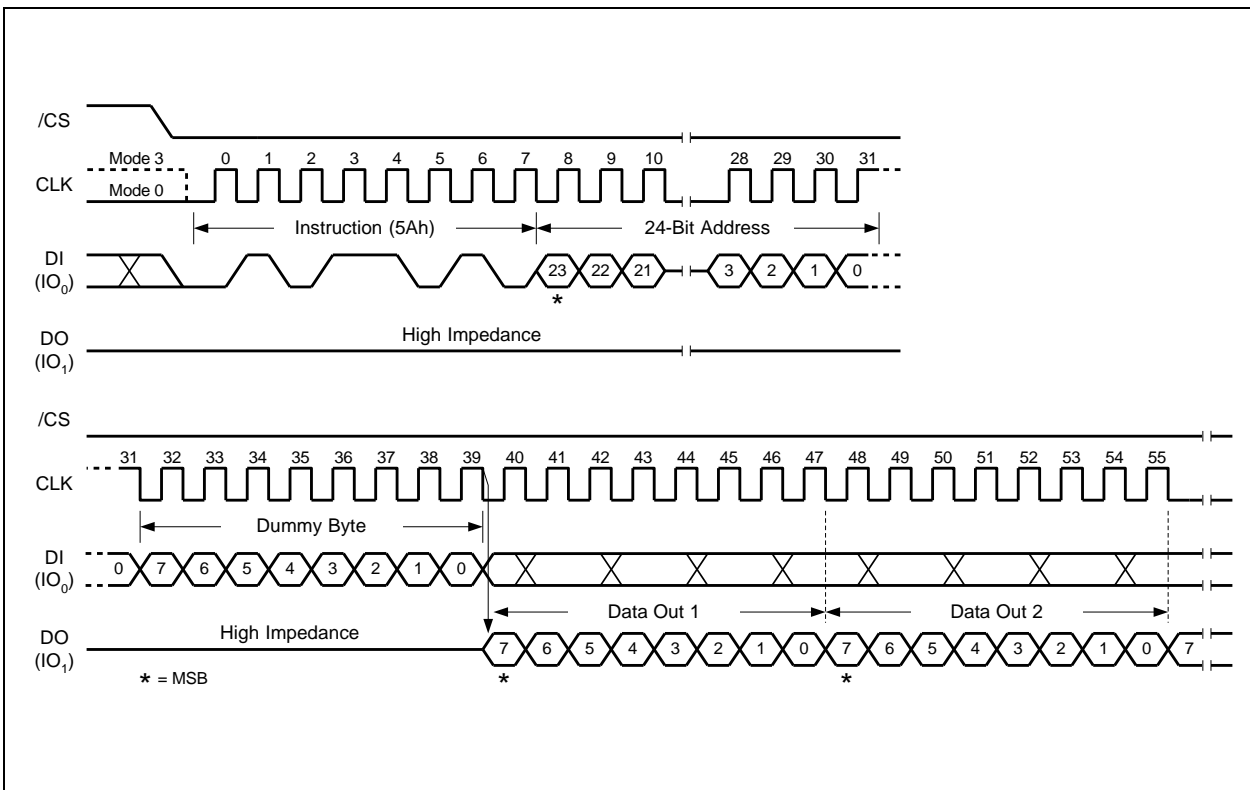 /CS
Mode 3 0 1 2 3 4 5 6 7 8 9 10 28 29 30 31
CLK
Mode 0
Instruction (5Ah) 24-Bit Address
DI
(IO0) 23 22 21 3 2 1 0
*
DO
(IO1) High Impedance
/CS
31 32 33 34 35 36 37 38 39 40 41 42 43 44 45 46 47 48 49 50 51 52 53 54 55
CLK
Dummy Byte
DI
(IO0) 0 7 6 5 4 3 2 1 0
Data Out 1 Data Out 2
DO
(IO1) High Impedance 7 6 5 4 3 2 1 0 7 6 5 4 3 2 1 0 7
* = MSB * *